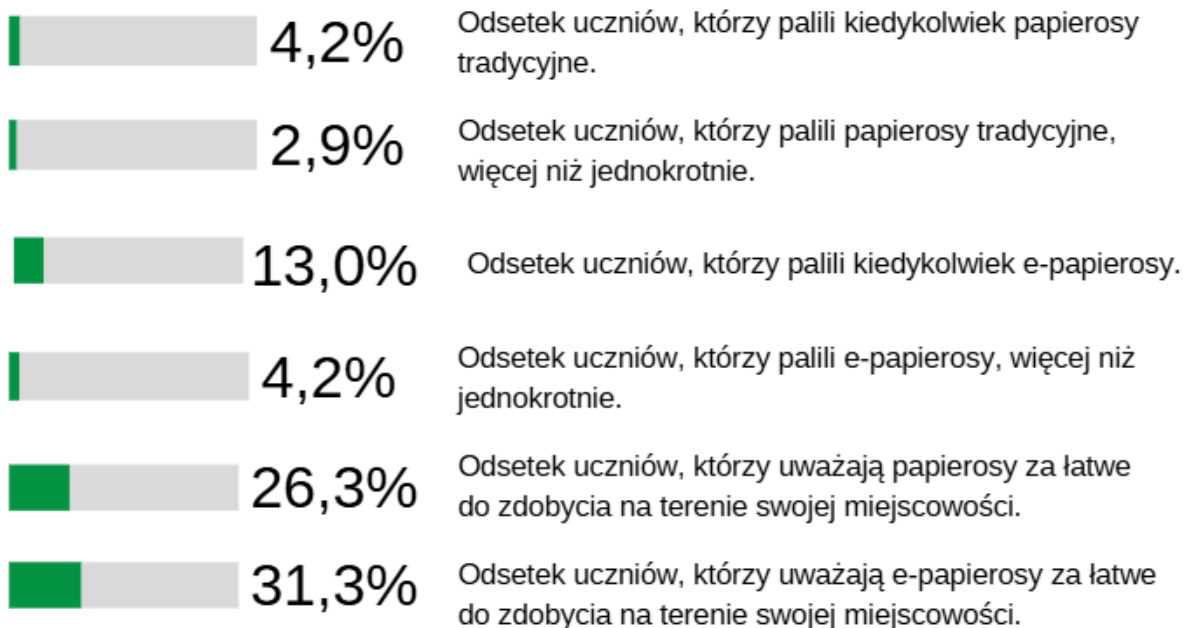 4,2%
Odsetek uczniów, którzy palili kiedykolwiek papierosy
tradycyjne.
2,9%
Odsetek uczniów, którzy palili papierosy tradycyjne,
więcej niż jednokrotnie.
13,0%
Odsetek uczniów, którzy palili kiedykolwiek e-papierosy.
4,2%
Odsetek uczniów, którzy palili e-papierosy, więcej niż
jednokrotnie.
26,3%
Odsetek uczniów, którzy uważają papierosy za łatwe
do zdobycia na terenie swojej miejscowości.
31,3%
Odsetek uczniów, którzy uważają e-papierosy za łatwe
do zdobycia na terenie swojej miejscowości.